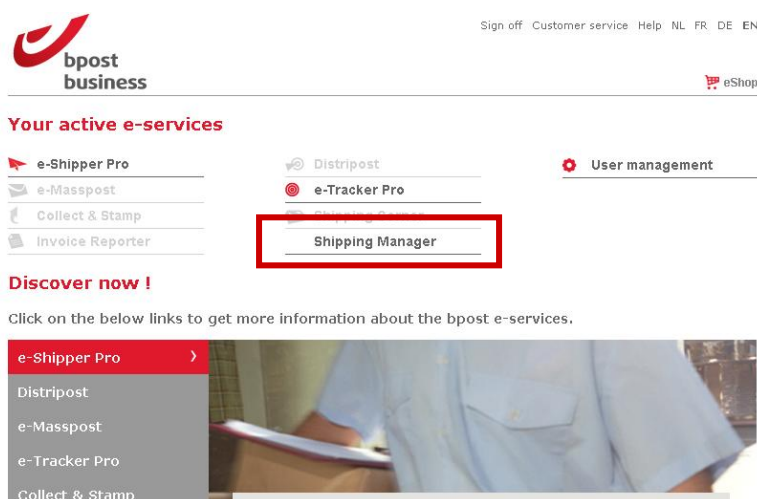 Sign off Customer service Help NL FR DE EN
bpost
business
eShop
Your active e-services
e-Shipper Pro
Distripost
User management
e-Masspost
e-Tracker Pro
Collect & Stamp
Shipping Corner
Invoice Reporter
Shipping Manager
Discover now !
Click on the below links to get more information about the bpost e-services.
e-Shipper Pro
Distripost
e-Masspost
e-Tracker Pro
Collect & Stamp